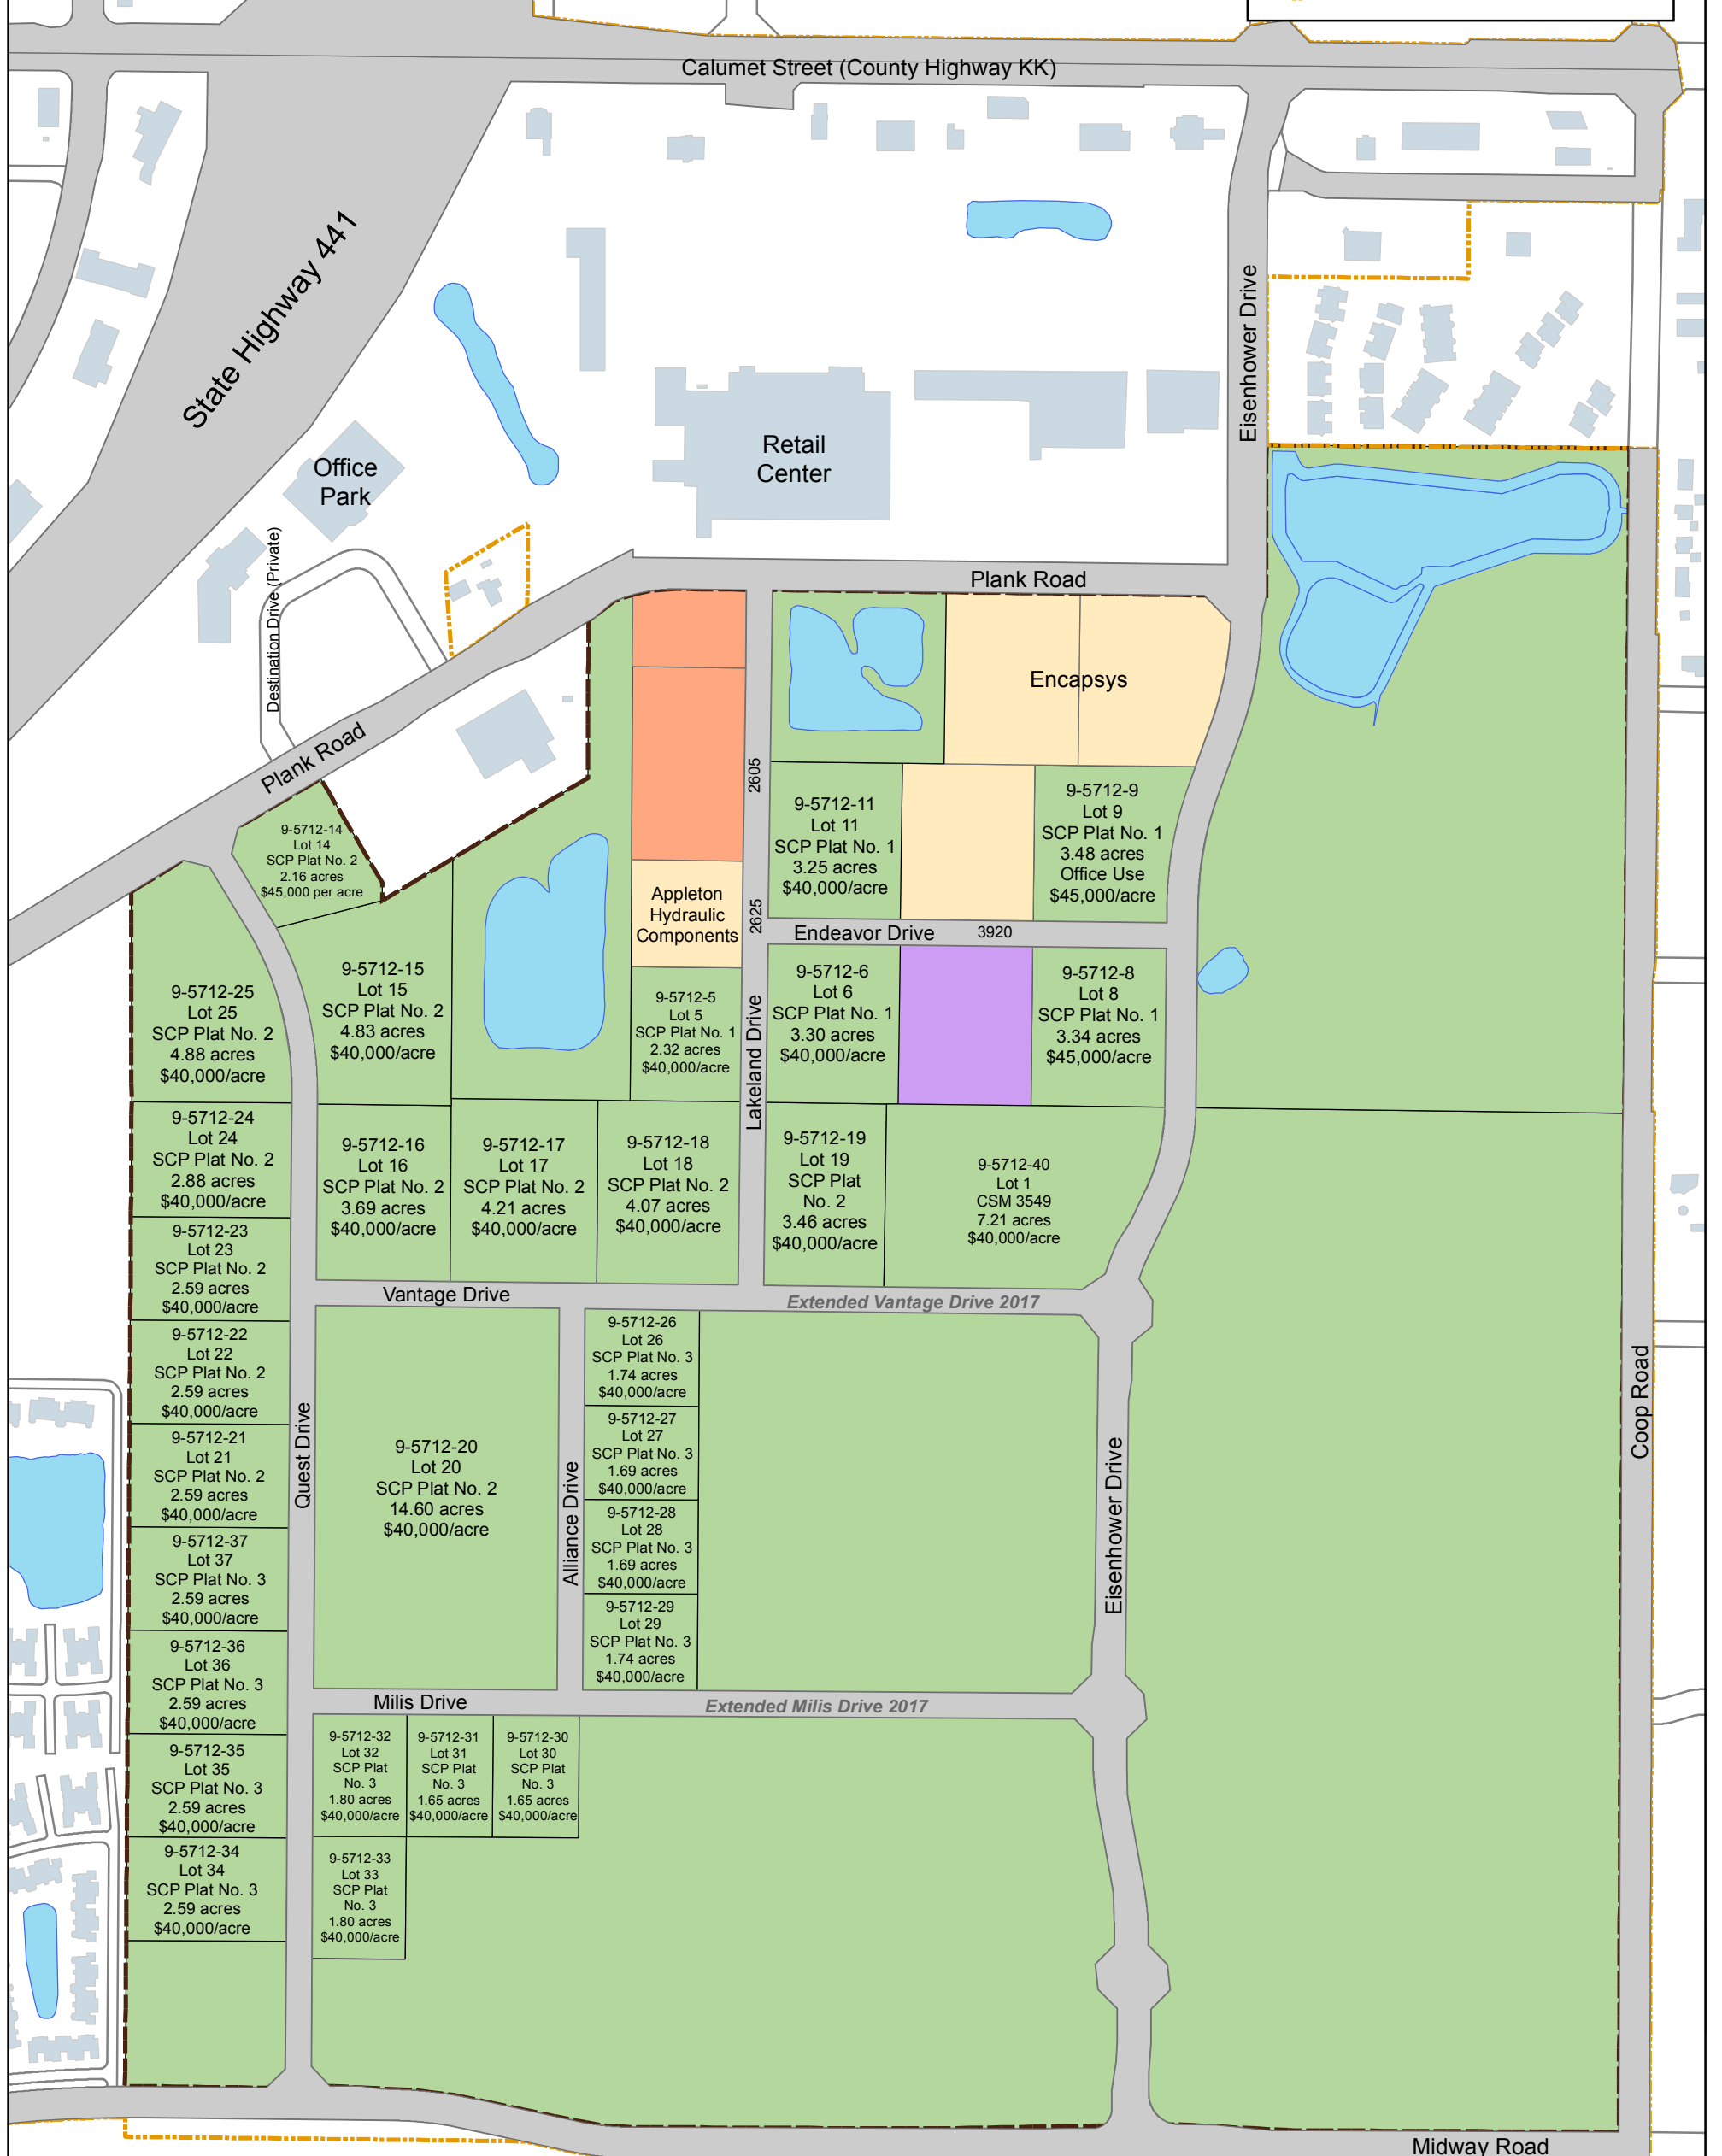 Calumet Street (County Highway KK)
State Highway 441
Eisenhower Drive
Retail
Center
Office
Park
Destination Drive (Private)
Plank Road
Plank Road
Encapsys
2605
9-5712-11
Lot 11
SCP Plat No. 1
3.25 acres
$40,000/acre
9-5712-9
Lot 9
SCP Plat No. 1
3.48 acres
Office Use
$45,000/acre
9-5712-14
Lot 14
SCP Plat No. 2
2.16 acres
$45,000 per acre
Appleton
Hydraulic
Components
2625
Endeavor Drive
3920
9-5712-25
Lot 25
SCP Plat No. 2
4.88 acres
$40,000/acre
9-5712-15
Lot 15
SCP Plat No. 2
4.83 acres
$40,000/acre
9-5712-5
Lot 5
SCP Plat No. 1
2.32 acres
$40,000/acre
Lakeland Drive
9-5712-6
Lot 6
SCP Plat No. 1
3.30 acres
$40,000/acre
9-5712-8
Lot 8
SCP Plat No. 1
3.34 acres
$45,000/acre
9-5712-24
Lot 24
SCP Plat No. 2
2.88 acres
$40,000/acre
9-5712-16
Lot 16
SCP Plat No. 2
3.69 acres
$40,000/acre
9-5712-17
Lot 17
SCP Plat No. 2
4.21 acres
$40,000/acre
9-5712-18
Lot 18
SCP Plat No. 2
4.07 acres
$40,000/acre
9-5712-19
Lot 19
SCP Plat
No. 2
3.46 acres
$40,000/acre
9-5712-40
Lot 1
CSM 3549
7.21 acres
$40,000/acre
9-5712-23
Lot 23
SCP Plat No. 2
2.59 acres
$40,000/acre
Vantage Drive
Extended Vantage Drive 2017
9-5712-22
Lot 22
SCP Plat No. 2
2.59 acres
$40,000/acre
9-5712-26
Lot 26
SCP Plat No. 3
1.74 acres
$40,000/acre
9-5712-21
Lot 21
SCP Plat No. 2
2.59 acres
$40,000/acre
Quest Drive
9-5712-20
Lot 20
SCP Plat No. 2
14.60 acres
$40,000/acre
Alliance Drive
9-5712-27
Lot 27
SCP Plat No. 3
1.69 acres
$40,000/acre
9-5712-28
Lot 28
SCP Plat No. 3
1.69 acres
$40,000/acre
Eisenhower Drive
Coop Road
9-5712-37
Lot 37
SCP Plat No. 3
2.59 acres
$40,000/acre
9-5712-29
Lot 29
SCP Plat No. 3
1.74 acres
$40,000/acre
9-5712-36
Lot 36
SCP Plat No. 3
2.59 acres
$40,000/acre
Milis Drive
Extended Milis Drive 2017
9-5712-35
Lot 35
SCP Plat No. 3
2.59 acres
$40,000/acre
9-5712-32
Lot 32
SCP Plat
No. 3
1.80 acres
$40,000/acre
9-5712-31
Lot 31
SCP Plat
No. 3
1.65 acres
$40,000/acre
9-5712-30
Lot 30
SCP Plat
No. 3
1.65 acres
$40,000/acre
9-5712-34
Lot 34
SCP Plat No. 3
2.59 acres
$40,000/acre
9-5712-33
Lot 33
SCP Plat
No. 3
1.80 acres
$40,000/acre
Midway Road